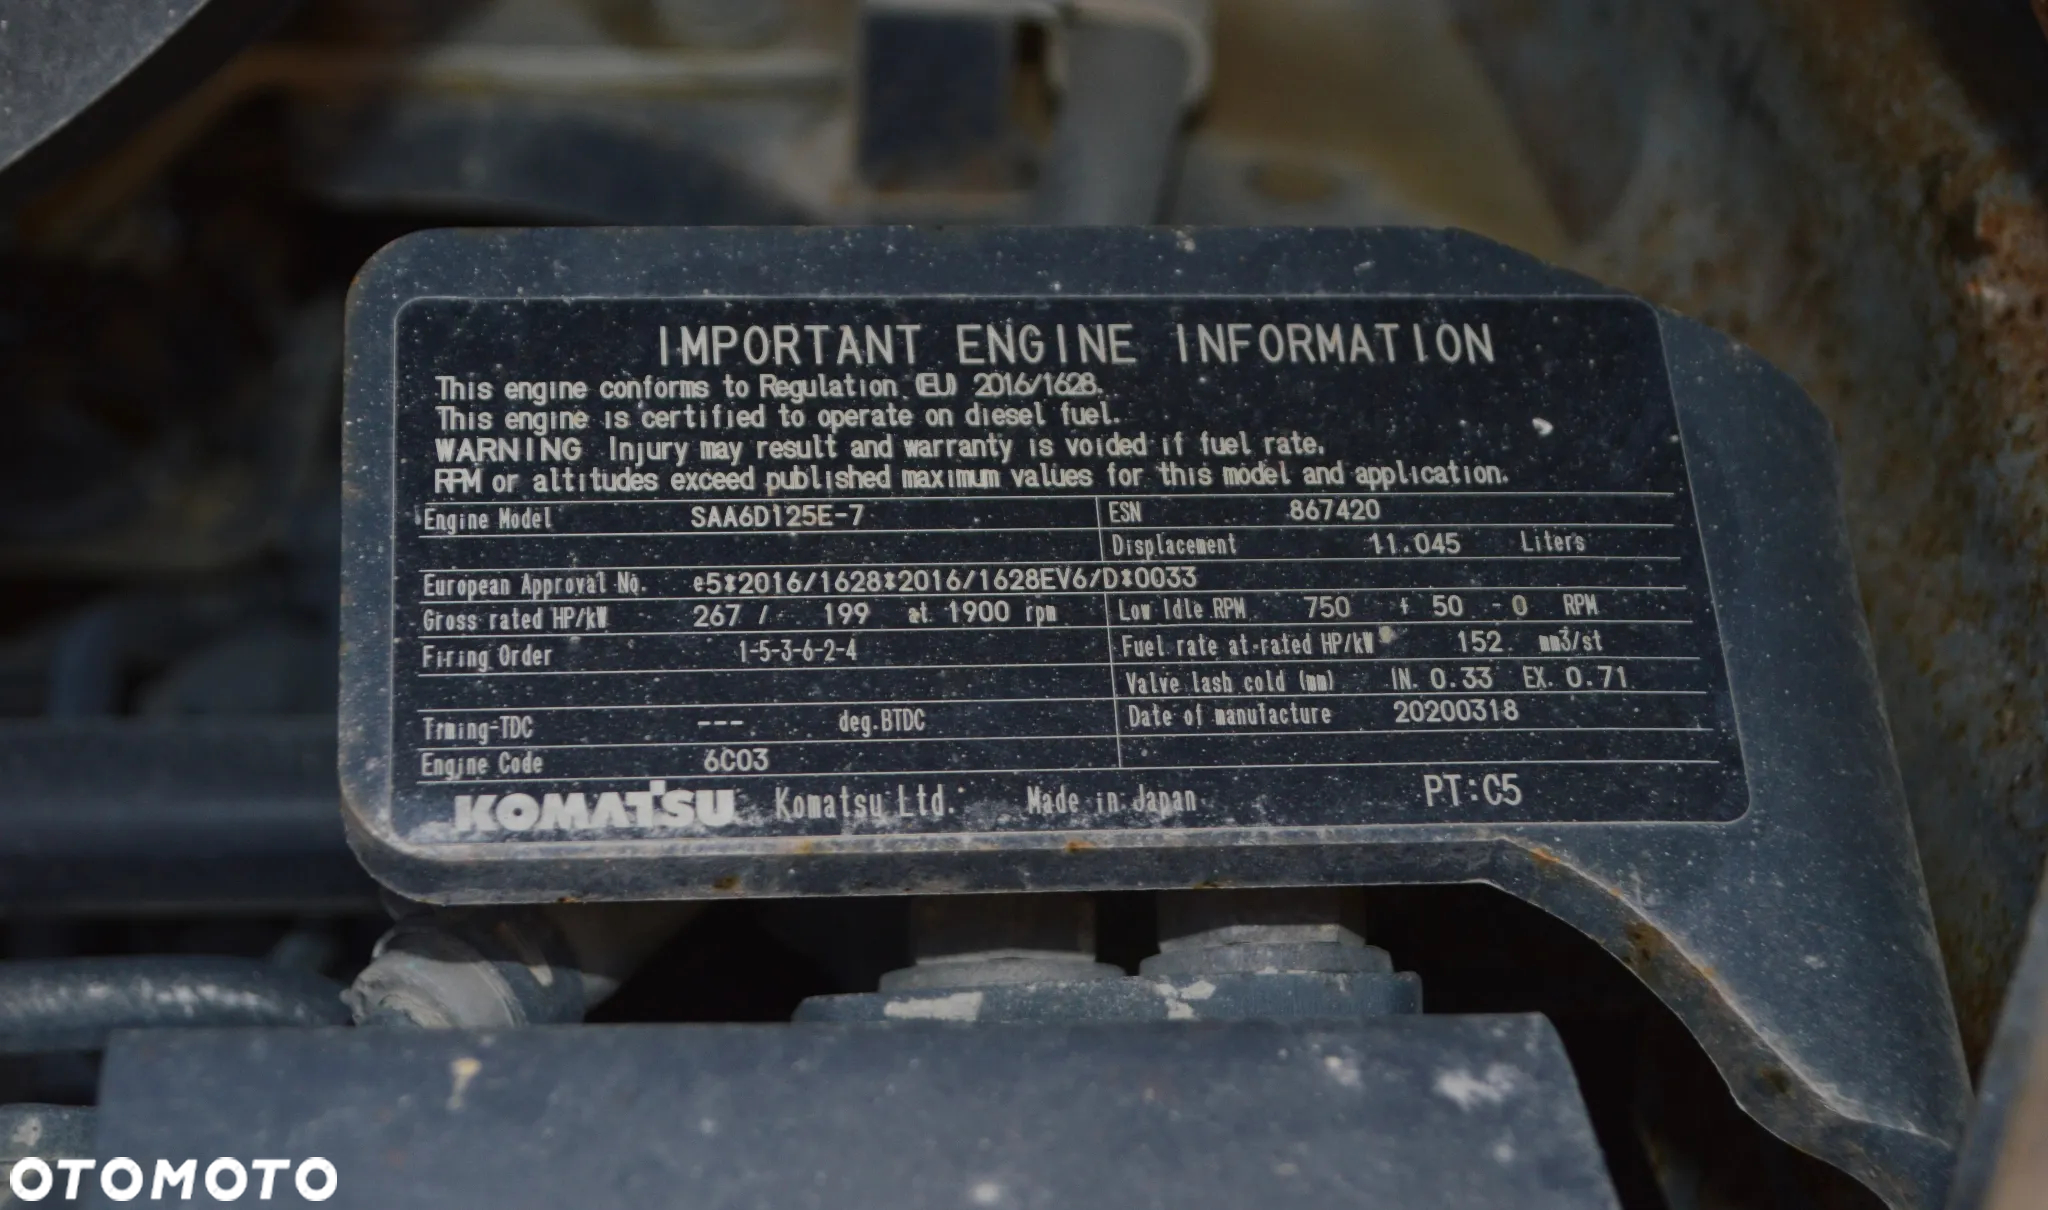 IMPORTANT ENGINE INFORMATION
This engine conforms to Regulation (EU) 2016/1628.
This engine is certified to operate on diesel fuel.
WARNING Injury may result and warranty is voided if fuel rate.
RPM or altitudes exceed published maximum values for this model and application.
Engine Model SAA6D125E-7 ESN 867420
Displacement 11.045 Liters
European Approval No. e5*2016/1628*2016/1628EV6/D*0033
Gross rated HP/kW 267 / 199 at 1900 rpm Low Idle RPM 750 + 50 - 0 RPM
Firing Order 1-5-3-6-2-4 Fuel rate at rated HP/kW 152 mm3/st
Valve lash cold (mm) IN. 0.33 EX. 0.71
Timing-TDC --- deg.BTDC Date of manufacture 20200318
Engine Code 6C03
KOMATSU Komatsu Ltd. Made in Japan PT:C5
OTOMOTO